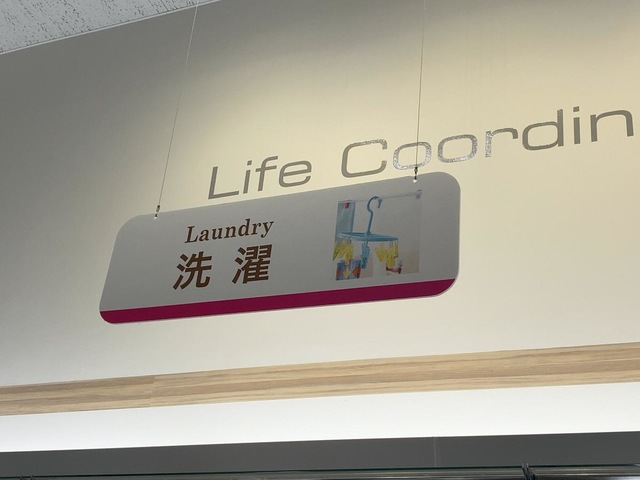 Life Coordin
Laundry
洗濯